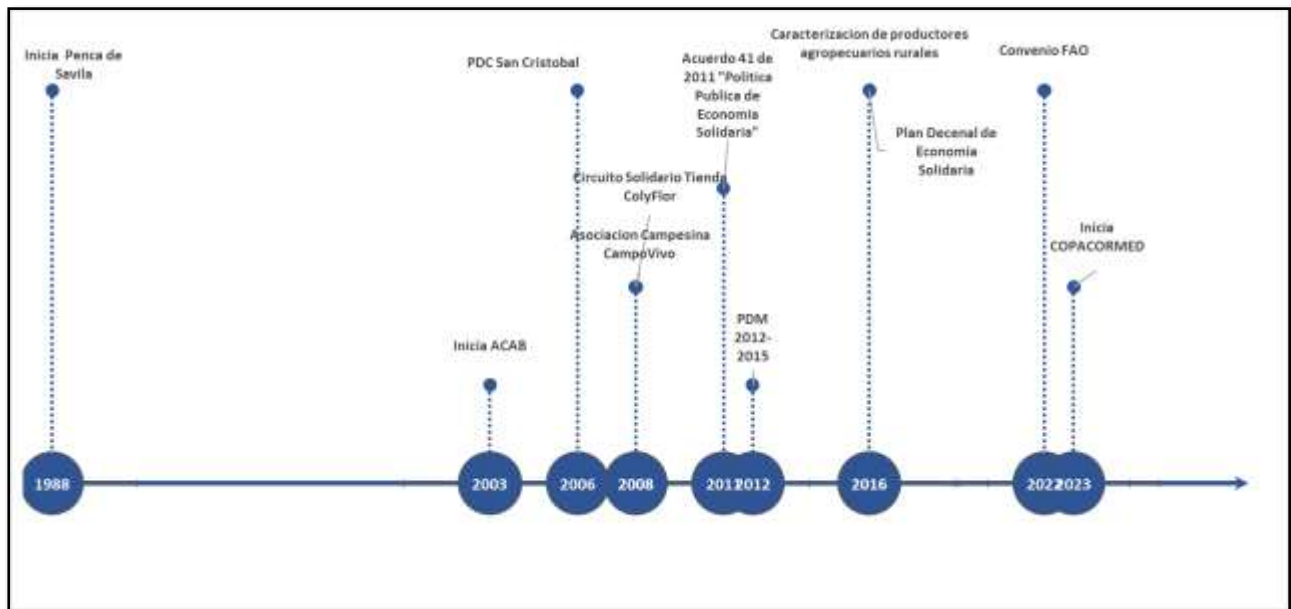 Inicia Penca de
Savila
PDC San Cristobal
Acuerdo 41 de
2011 "Politica
Publica de
Economia
Solidaria"
Caracterizacion de productores
agropecuarios rurales
Convenio FAO
Plan Decenal de
Economia
Solidaria
Circuito Solidario Tienda
ColyFlor
Asociacion Campesina
CampoVivo
Inicia
COPACORMED
Inicia ACAB
PDM
2012-
2015
1988
2003
2006
2008
2011
2012
2016
2022
2023